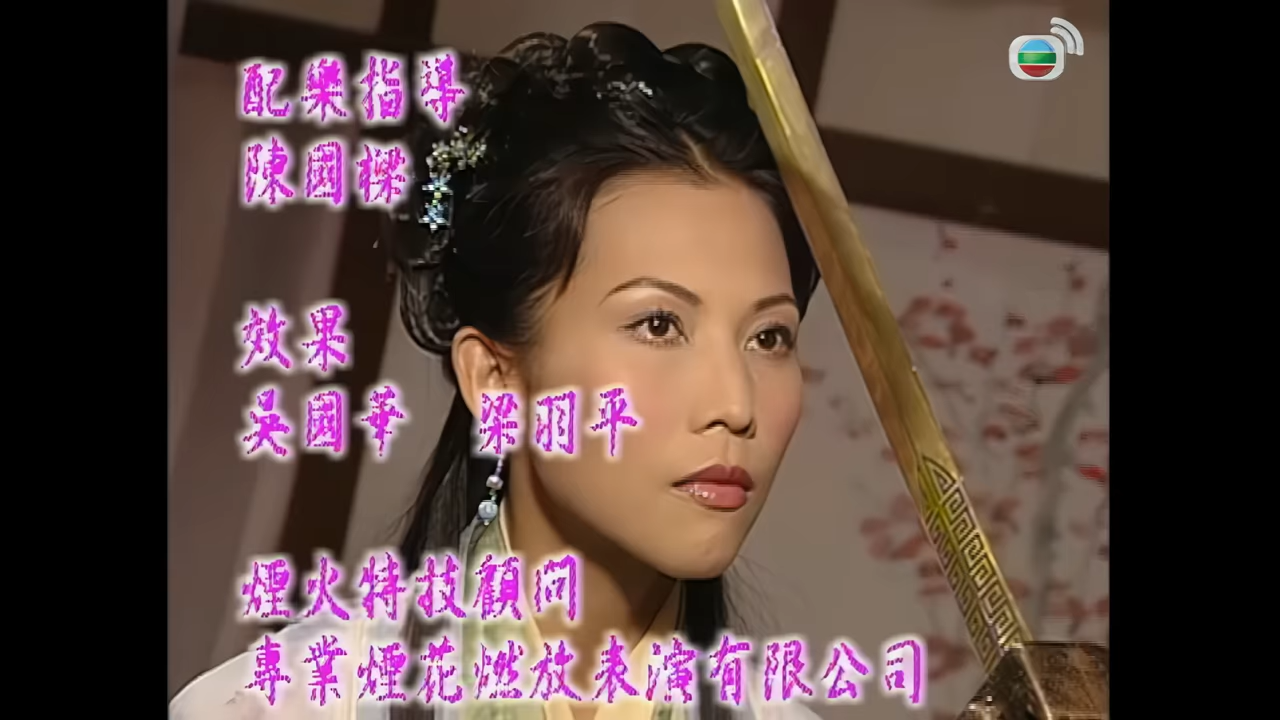 配樂指導
陳國樑
效果
吳國華　梁羽平
煙火特技顧問
專業煙花燃放表演有限公司